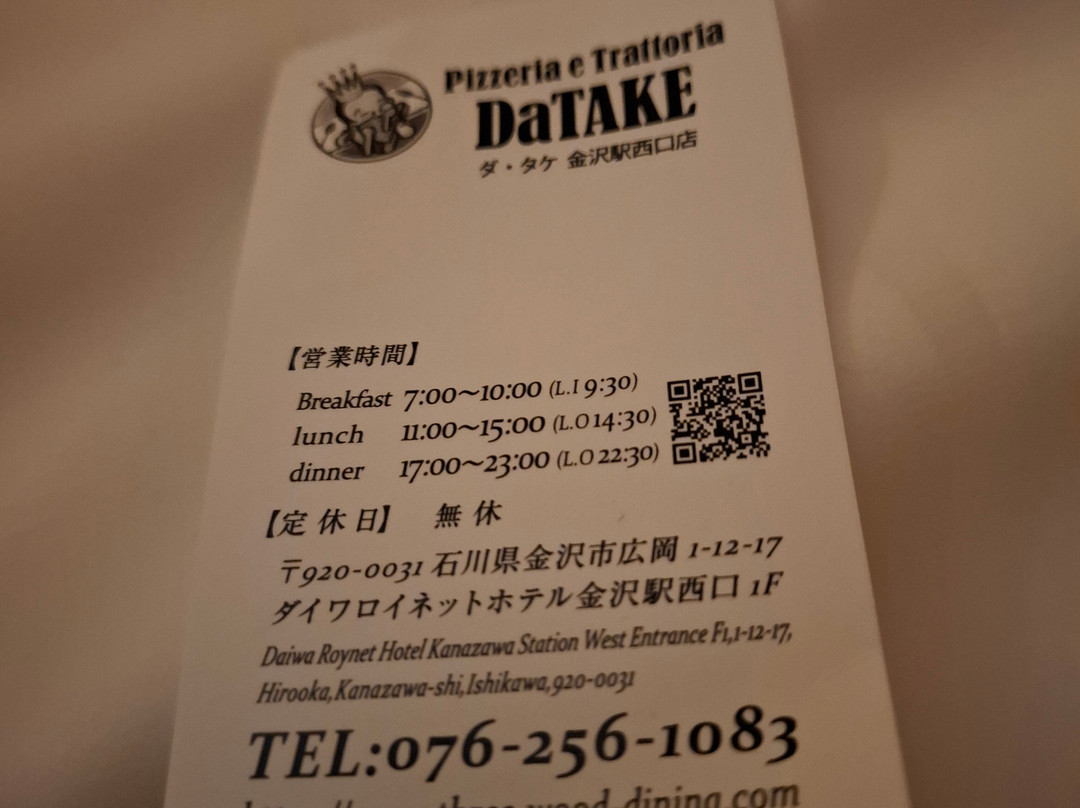 Pizzeria e Trattoria
DaTAKE
ダ・タケ 金沢駅西口店
【営業時間】
Breakfast 7:00〜10:00 (L.I 9:30)
lunch 11:00〜15:00 (L.O 14:30)
dinner 17:00〜23:00 (L.O 22:30)
【定休日】 無休
〒920-0031 石川県金沢市広岡 1-12-17
ダイワロイネットホテル金沢駅西口 1F
Daiwa Roynet Hotel Kanazawa Station West Entrance F1,1-12-17,
Hirooka,Kanazawa-shi,Ishikawa,920-0031
TEL:076-256-1083
wood-dining.com